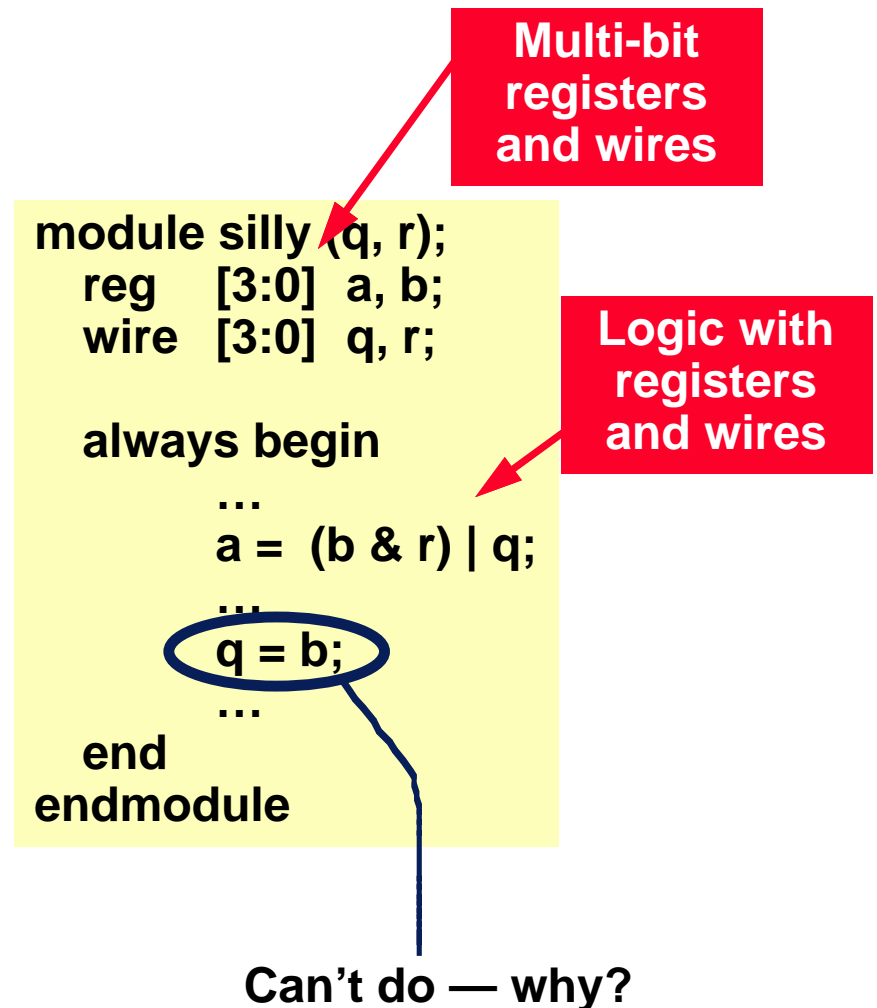 Multi-bit
registers
and wires
module silly (q, r);
reg [3:0] a, b;
wire [3:0] q, r;
Logic with
registers
and wires
always begin
…
a = (b & r) | q;
…
q = b;
…
end
endmodule
Can’t do — why?